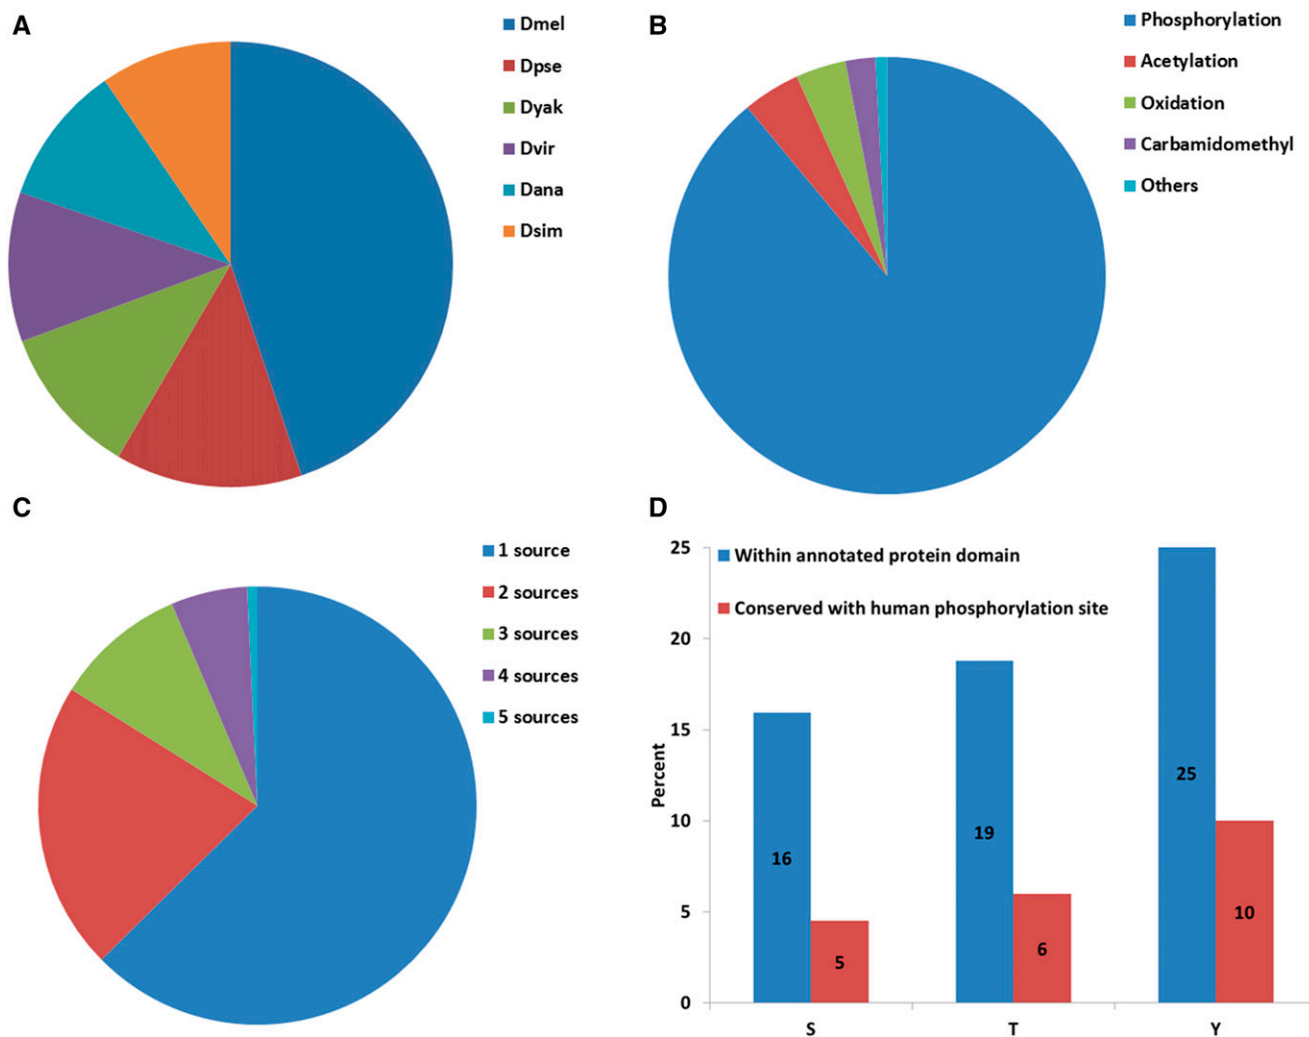 A
Dmel
Dpse
Dyak
Dvir
Dana
Dsim
B
Phosphorylation
Acetylation
Oxidation
Carbamidomethyl
Others
C
1 source
2 sources
3 sources
4 sources
5 sources
D
Within annotated protein domain
Conserved with human phosphorylation site
Percent
25
20
15
10
5
0
16
5
19
6
25
10
S
T
Y